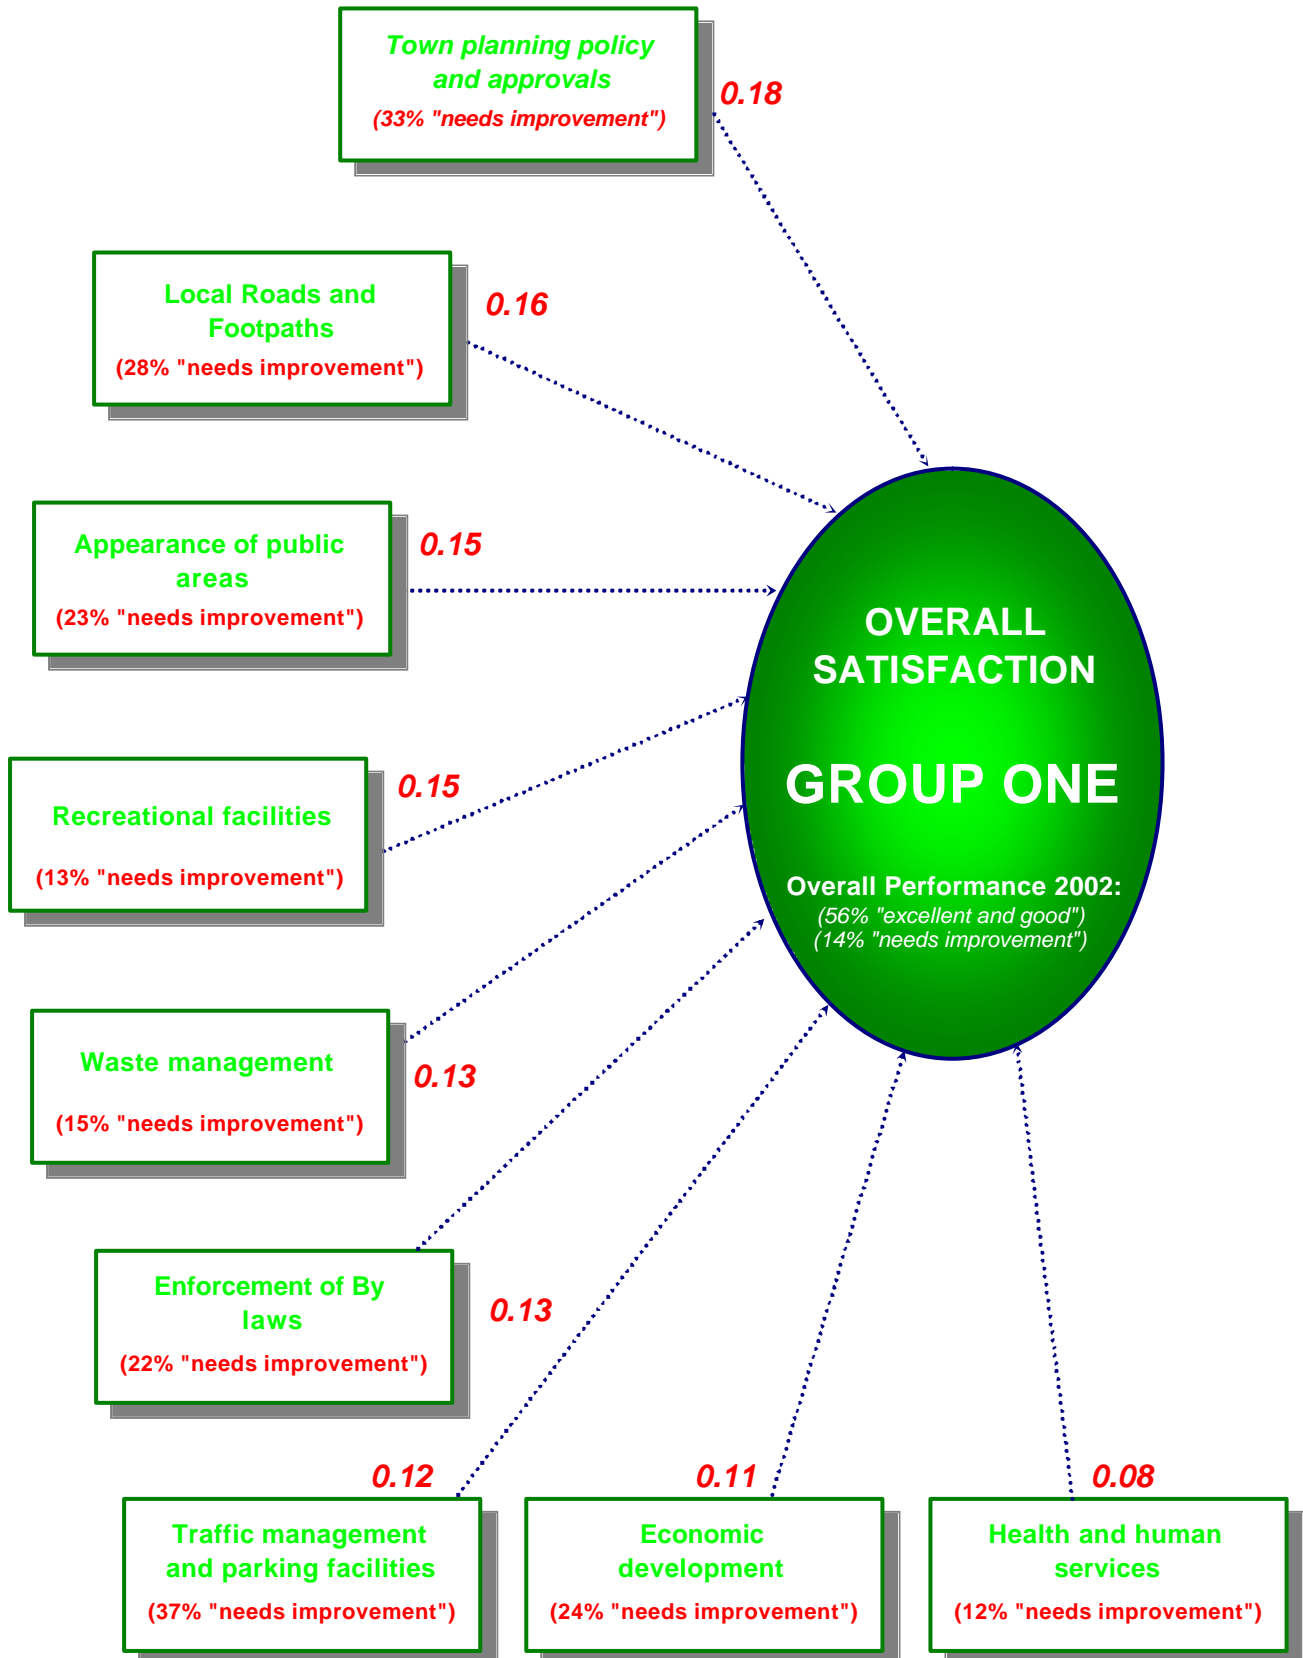 Town planning policy
and approvals
(33% "needs improvement")
0.18
Local Roads and
Footpaths
(28% "needs improvement")
0.16
Appearance of public
areas
(23% "needs improvement")
0.15
Recreational facilities
(13% "needs improvement")
0.15
Waste management
(15% "needs improvement")
0.13
Enforcement of By
laws
(22% "needs improvement")
0.13
Traffic management
and parking facilities
(37% "needs improvement")
0.12
Economic
development
(24% "needs improvement")
0.11
Health and human
services
(12% "needs improvement")
0.08
OVERALL
SATISFACTION
GROUP ONE
Overall Performance 2002:
(56% "excellent and good")
(14% "needs improvement")